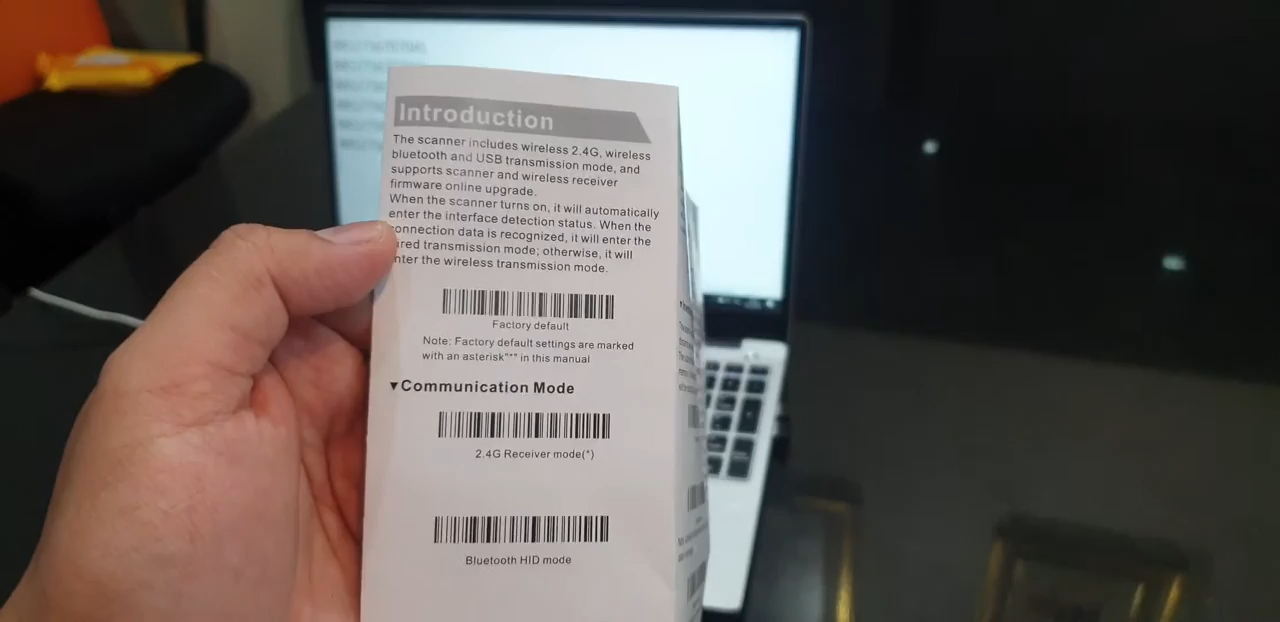 Introduction
The scanner includes wireless 2.4G, wireless
bluetooth and USB transmission mode, and
supports scanner and wireless receiver
firmware online upgrade.
When the scanner turns on, it will automatically
enter the interface detection status. When the
onnection data is recognized, it will enter the
ired transmission mode; otherwise, it will
nter the wireless transmission mode.
Factory default
Note: Factory default settings are marked
with an asterisk"*" in this manual
▼Communication Mode
2.4G Receiver mode(*)
Bluetooth HID mode